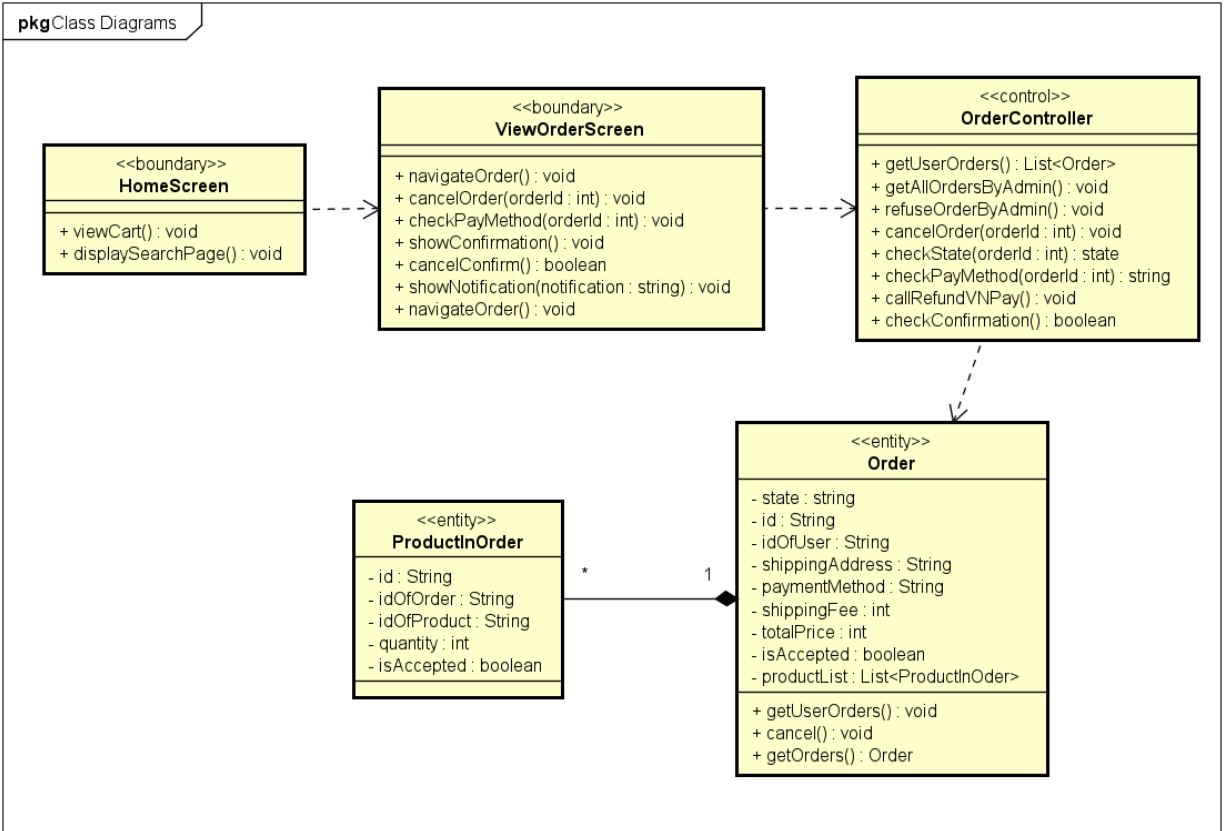 pkg Class Diagrams
<<boundary>>
HomeScreen
+ viewCart() : void
+ displaySearchPage() : void
<<boundary>>
ViewOrderScreen
+ navigateOrder() : void
+ cancelOrder(orderId : int) : void
+ checkPayMethod(orderId : int) : void
+ showConfirmation() : void
+ cancelConfirm() : boolean
+ showNotification(notification : string) : void
+ navigateOrder() : void
<<control>>
OrderController
+ getUserOrders() : List<Order>
+ getAllOrdersByAdmin() : void
+ refuseOrderByAdmin() : void
+ cancelOrder(orderId : int) : void
+ checkState(orderId : int) : state
+ checkPayMethod(orderId : int) : string
+ callRefundVNPay() : void
+ checkConfirmation() : boolean
<<entity>>
ProductInOrder
- id : String
- idOfOrder : String
- idOfProduct : String
- quantity : int
- isAccepted : boolean
* 1
<<entity>>
Order
- state : string
- id : String
- idOfUser : String
- shippingAddress : String
- paymentMethod : String
- shippingFee : int
- totalPrice : int
- isAccepted : boolean
- productList : List<ProductInOder>
+ getUserOrders() : void
+ cancel() : void
+ getOrders() : Order